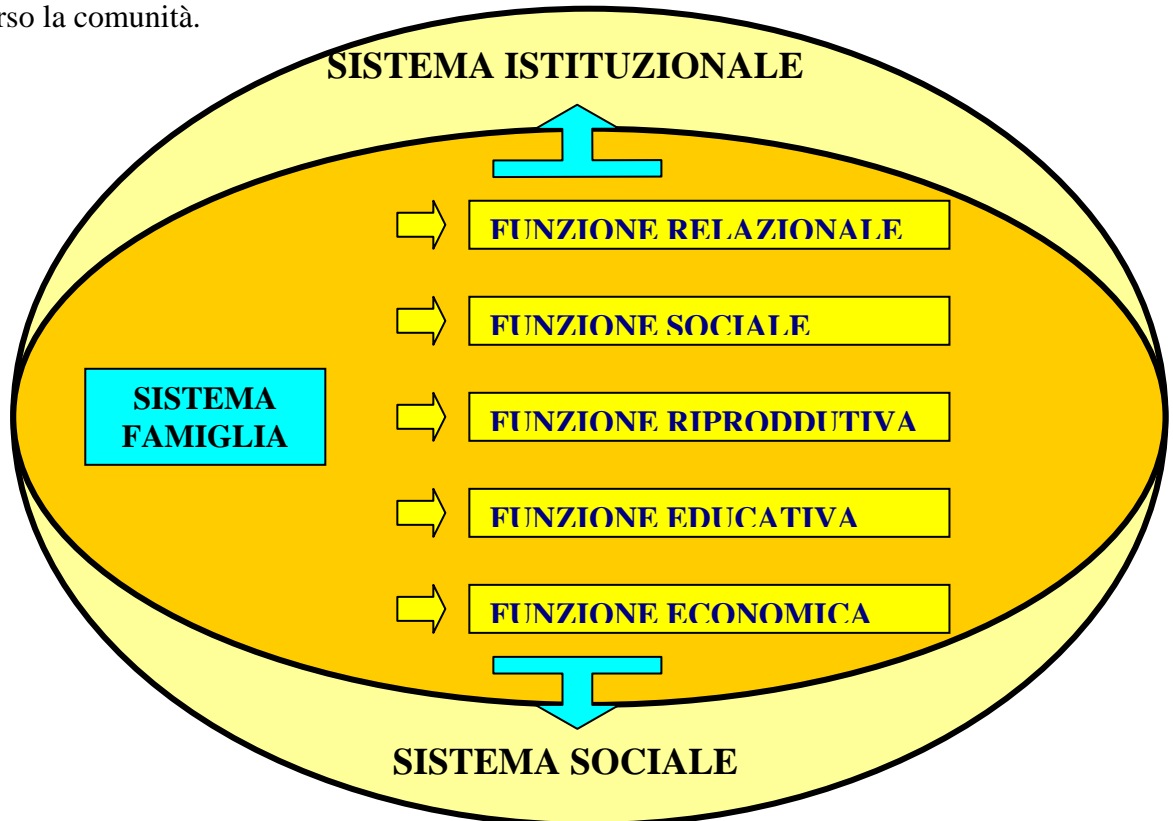 rso la comunità.
SISTEMA ISTITUZIONALE
FUNZIONE RELAZIONALE
FUNZIONE SOCIALE
SISTEMA
FAMIGLIA
FUNZIONE RIPRODDUTIVA
FUNZIONE EDUCATIVA
FUNZIONE ECONOMICA
SISTEMA SOCIALE